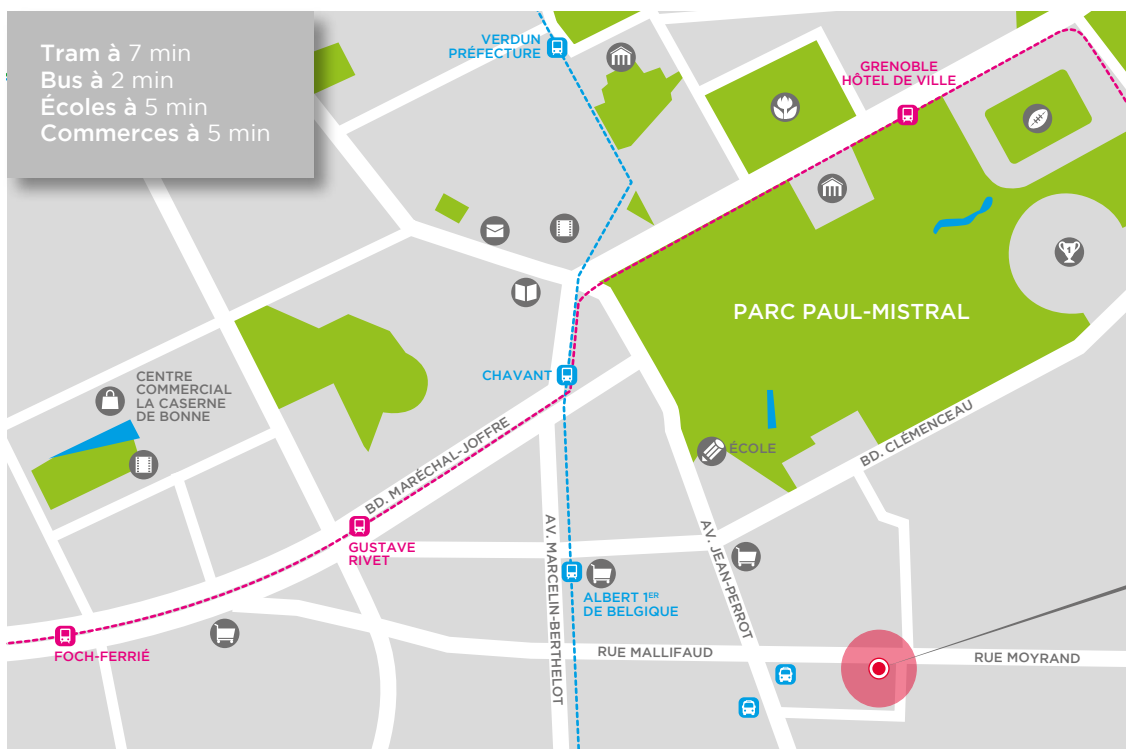 Tram à 7 min
Bus à 2 min
Écoles à 5 min
Commerces à 5 min
VERDUN
PRÉFECTURE
GRENOBLE
HÔTEL DE VILLE
PARC PAUL-MISTRAL
CHAVANT
CENTRE
COMMERCIAL
LA CASERNE
DE BONNE
ÉCOLE
BD. CLÉMENCEAU
BD. MARÉCHAL-JOFFRE
GUSTAVE
RIVET
AV. MARCELIN-BERTHELOT
AV. JEAN-PERROT
ALBERT 1ER
DE BELGIQUE
FOCH-FERRIÉ
RUE MALLIFAUD
RUE MOYRAND
1